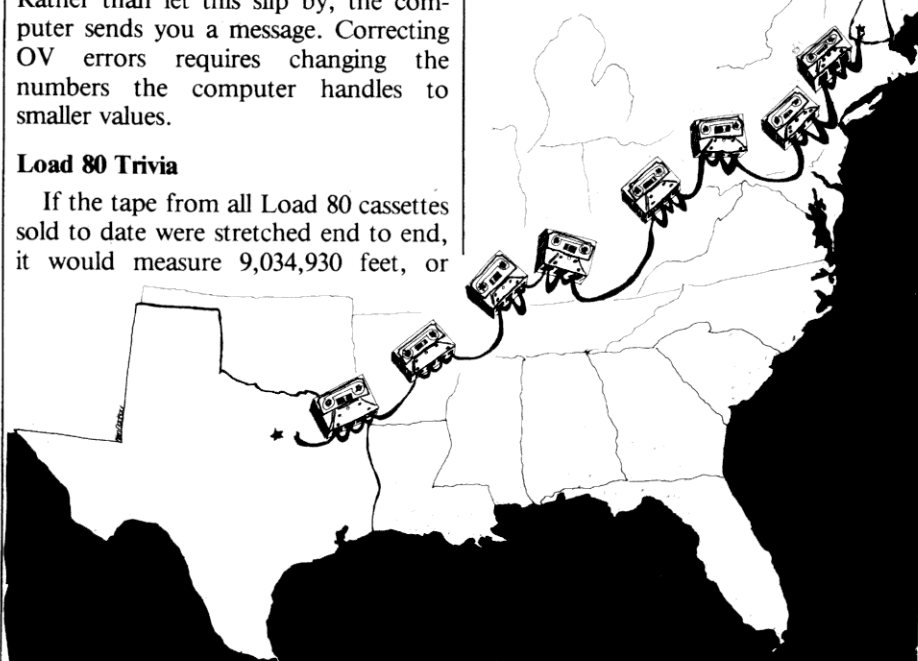 Rather than let this slip by, the com-
puter sends you a message. Correcting
OV errors requires changing the
numbers the computer handles to
smaller values.
Load 80 Trivia
If the tape from all Load 80 cassettes
sold to date were stretched end to end,
it would measure 9,034,930 feet, or